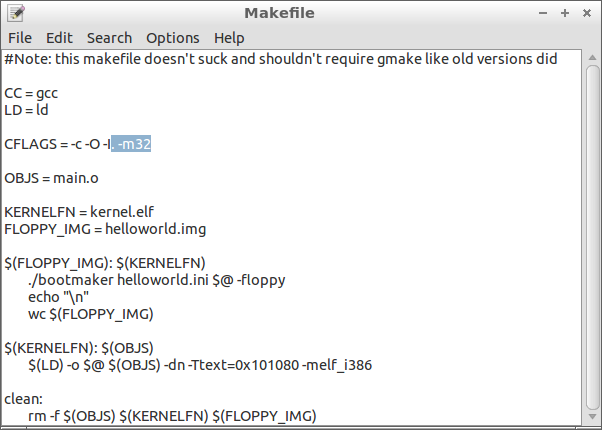 Makefile
File Edit Search Options Help
#Note: this makefile doesn't suck and shouldn't require gmake like old versions did
CC = gcc
LD = ld
CFLAGS = -c -O -I. -m32
OBJS = main.o
KERNELFN = kernel.elf
FLOPPY_IMG = helloworld.img
$(FLOPPY_IMG): $(KERNELFN)
./bootmaker helloworld.ini $@ -floppy
echo "\n"
wc $(FLOPPY_IMG)
$(KERNELFN): $(OBJS)
$(LD) -o $@ $(OBJS) -dn -Ttext=0x101080 -melf_i386
clean:
rm -f $(OBJS) $(KERNELFN) $(FLOPPY_IMG)